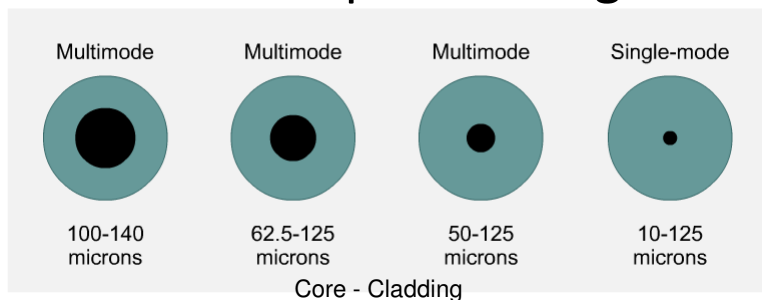 Multimode Multimode Multimode Single-mode
100-140 62.5-125 50-125 10-125
microns microns microns microns
Core - Cladding